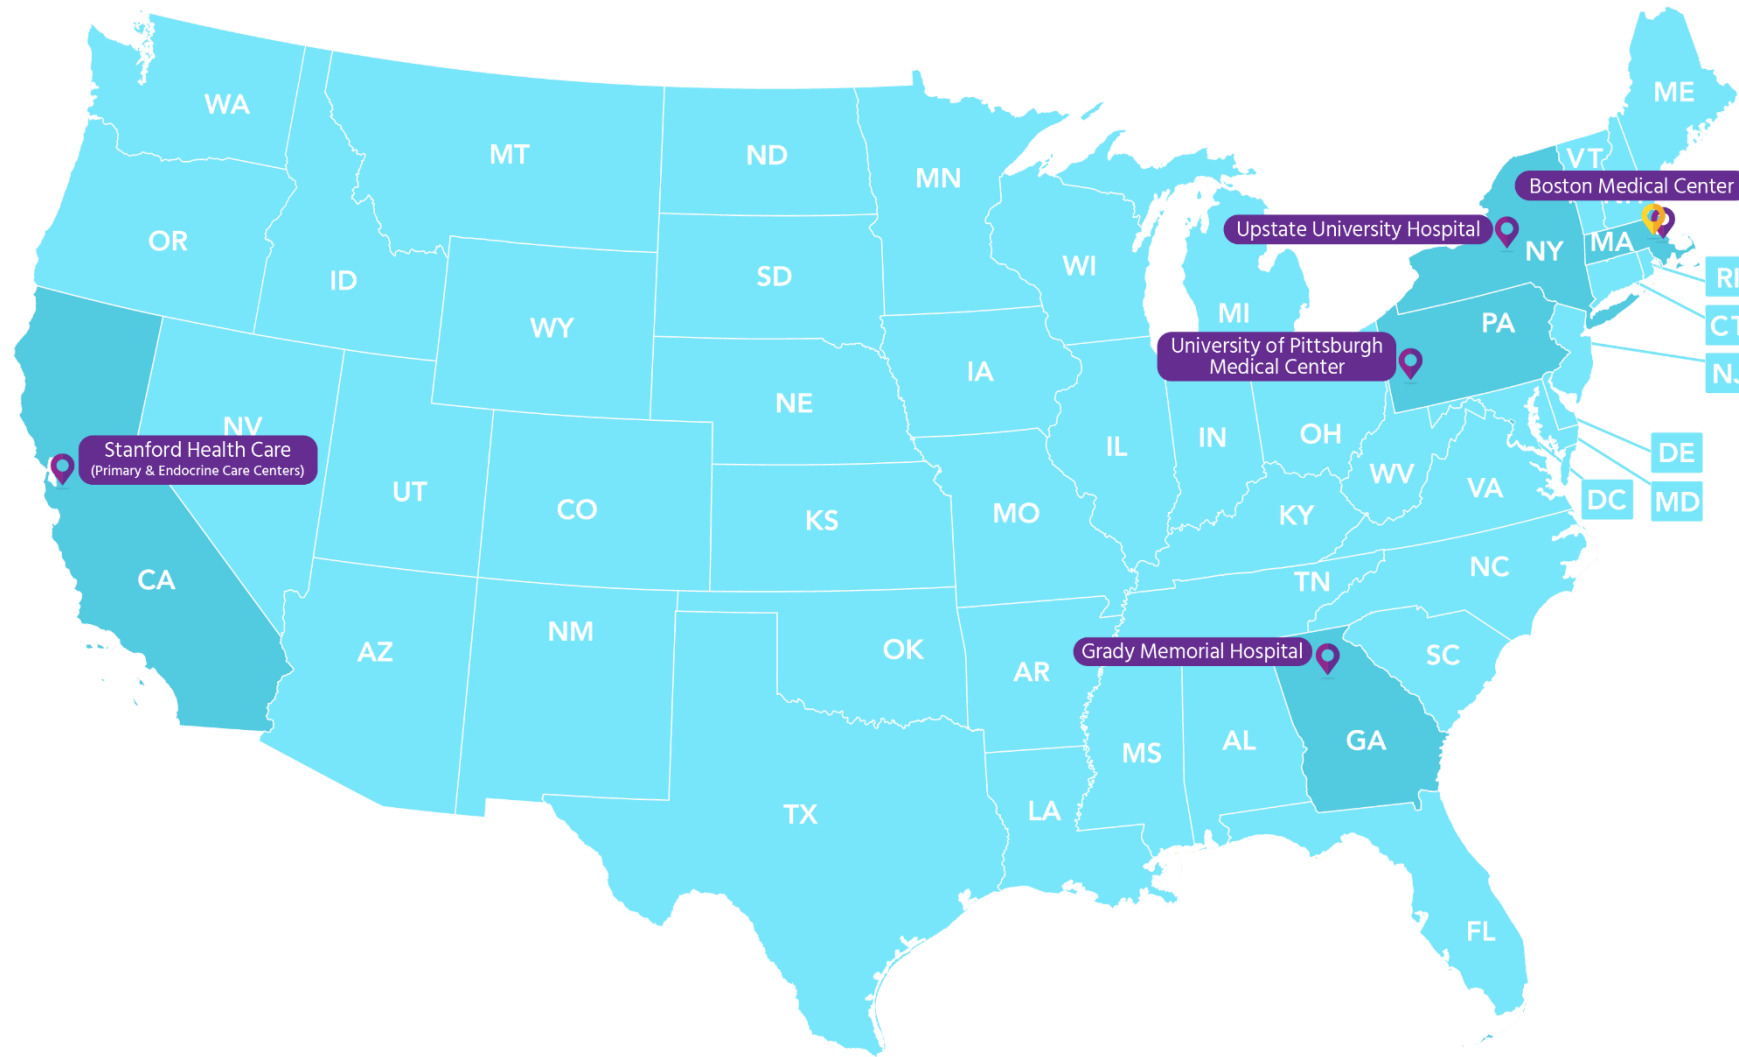 WA
MT
ND
MN
ME
VT
Boston Medical Center
Upstate University Hospital
OR
ID
SD
WI
NY
MA
RI
WY
MI
PA
CT
University of Pittsburgh
Medical Center
IA
NE
NV
NJ
Stanford Health Care
(Primary & Endocrine Care Centers)
UT
CO
KS
MO
IL
IN
OH
WV
VA
DE
DC
MD
KY
CA
NC
TN
AZ
NM
OK
AR
Grady Memorial Hospital
SC
MS
AL
GA
TX
LA
FL